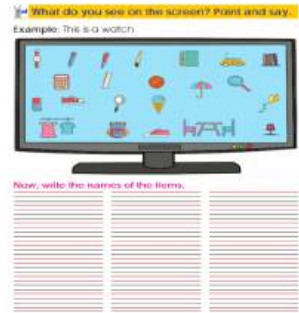 What do you see on the screen? Point and say.
Example: This is a watch
Now, write the names of the items.